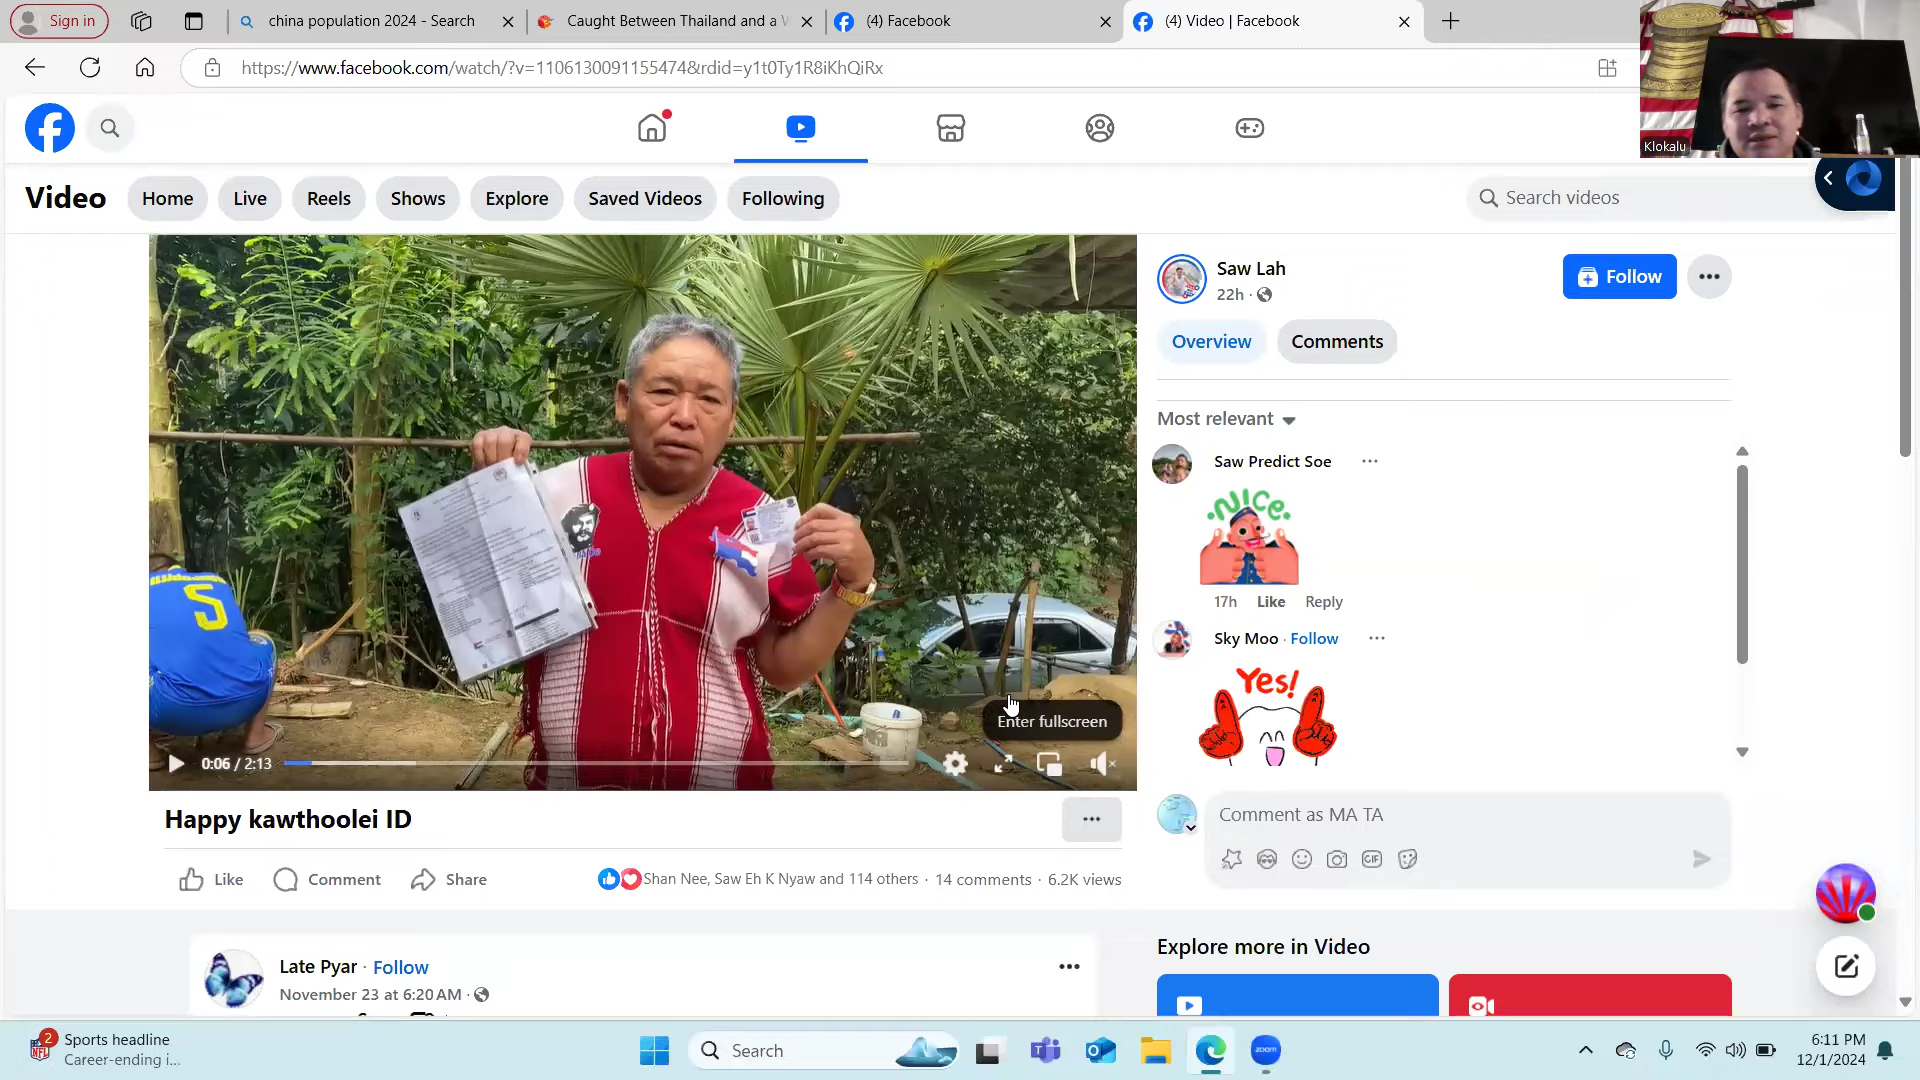 Sign in
china population 2024 - Search
Caught Between Thailand and a W
(4) Facebook
(4) Video | Facebook
https://www.facebook.com/watch/?v=1106130091155474&rdid=y1t0Ty1R8iKhQiRx
Klokalu
Video
Home
Live
Reels
Shows
Explore
Saved Videos
Following
Search videos
Saw Lah
22h ·
Follow
Overview
Comments
Most relevant
Saw Predict Soe
NICE
17h Like Reply
Sky Moo · Follow
Yes!
5
Enter fullscreen
0:06 / 2:13
Happy kawthoolei ID
Comment as MA TA
GIF
Like
Comment
Share
Shan Nee, Saw Eh K Nyaw and 114 others · 14 comments · 6.2K views
Late Pyar · Follow
November 23 at 6:20 AM ·
Explore more in Video
2
NFL
Sports headline
Career-ending i...
Search
zoom
6:11 PM
12/1/2024